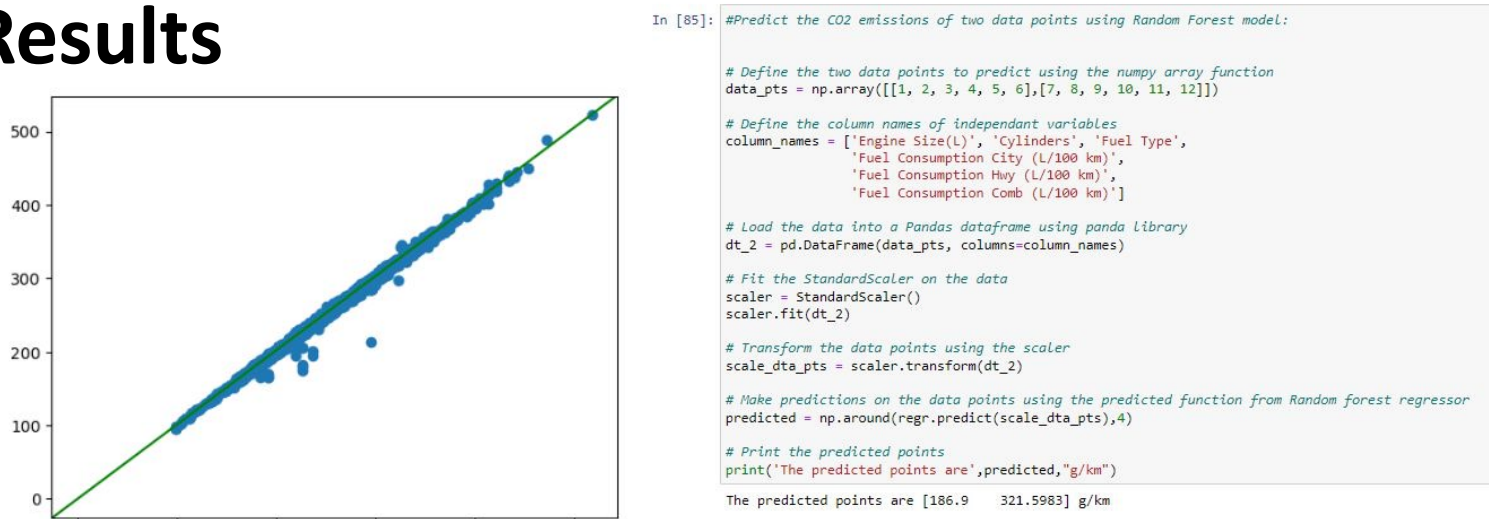 Results
500
400
300
200
100
0
In [85]: #Predict the CO2 emissions of two data points using Random Forest model:
# Define the two data points to predict using the numpy array function
data_pts = np.array([[1, 2, 3, 4, 5, 6],[7, 8, 9, 10, 11, 12]])
# Define the column names of independant variables
column_names = ['Engine Size(L)', 'Cylinders', 'Fuel Type',
'Fuel Consumption City (L/100 km)',
'Fuel Consumption Hwy (L/100 km)',
'Fuel Consumption Comb (L/100 km)']
# Load the data into a Pandas dataframe using panda library
dt_2 = pd.DataFrame(data_pts, columns=column_names)
# Fit the StandardScaler on the data
scaler = StandardScaler()
scaler.fit(dt_2)
# Transform the data points using the scaler
scale_dta_pts = scaler.transform(dt_2)
# Make predictions on the data points using the predicted function from Random forest regressor
predicted = np.around(regr.predict(scale_dta_pts),4)
# Print the predicted points
print('The predicted points are',predicted,"g/km")
The predicted points are [186.9    321.5983] g/km